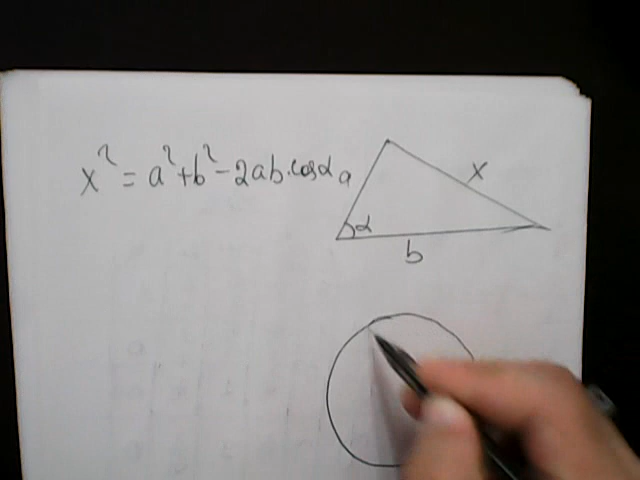 x² = a² + b² - 2ab·cosα
a
x
α
b